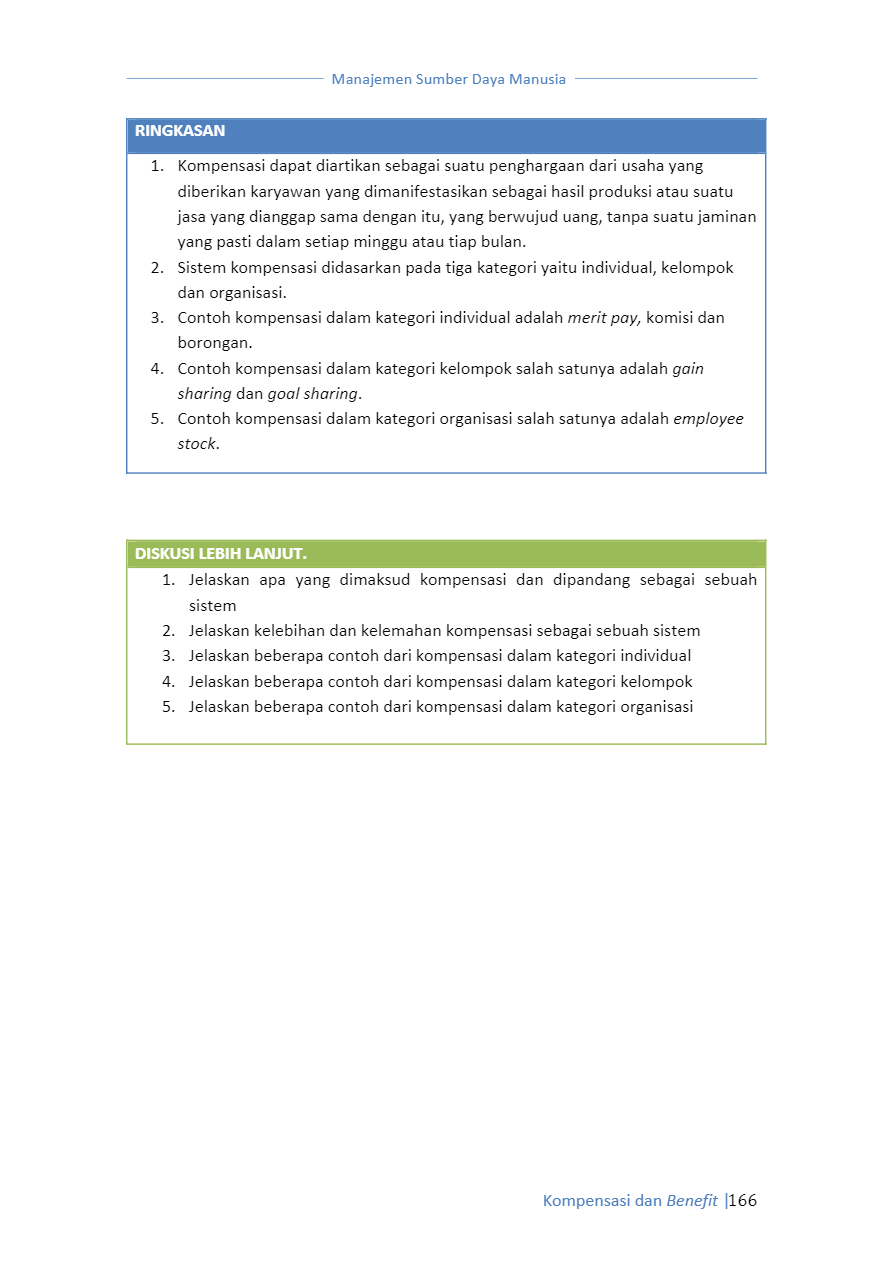 Manajemen Sumber Daya Manusia
RINGKASAN
1. Kompensasi dapat diartikan sebagai suatu penghargaan dari usaha yang
diberikan karyawan yang dimanifestasikan sebagai hasil produksi atau suatu
jasa yang dianggap sama dengan itu, yang berwujud uang, tanpa suatu jaminan
yang pasti dalam setiap minggu atau tiap bulan.
2. Sistem kompensasi didasarkan pada tiga kategori yaitu individual, kelompok
dan organisasi.
3. Contoh kompensasi dalam kategori individual adalah merit pay, komisi dan
borongan.
4. Contoh kompensasi dalam kategori kelompok salah satunya adalah gain
sharing dan goal sharing.
5. Contoh kompensasi dalam kategori organisasi salah satunya adalah employee
stock.
DISKUSI LEBIH LANJUT.
1. Jelaskan apa yang dimaksud kompensasi dan dipandang sebagai sebuah
sistem
2. Jelaskan kelebihan dan kelemahan kompensasi sebagai sebuah sistem
3. Jelaskan beberapa contoh dari kompensasi dalam kategori individual
4. Jelaskan beberapa contoh dari kompensasi dalam kategori kelompok
5. Jelaskan beberapa contoh dari kompensasi dalam kategori organisasi
Kompensasi dan Benefit |166